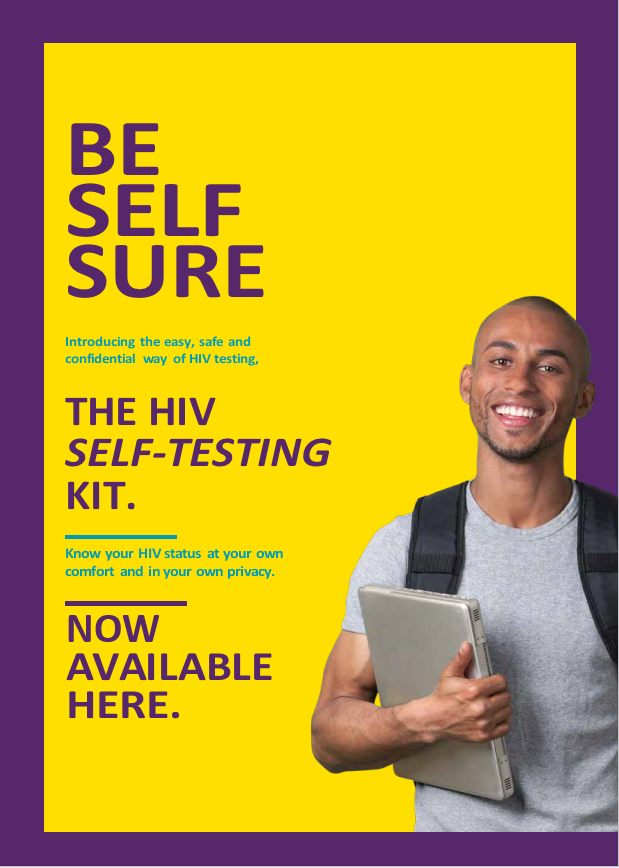 BE
SELF
SURE
Introducing the easy, safe and
confidential way of HIV testing,
THE HIV
SELF-TESTING
KIT.
Know your HIV status at your own
comfort and in your own privacy.
NOW
AVAILABLE
HERE.